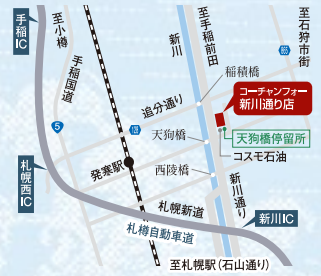 手稲IC
至小樽
手稲国道
5
新川
至手稲前田
至石狩市街
865
稲積橋
コーチャンフォー
新川通り店
追分通り
128
天狗橋
天狗橋停留所
コスモ石油
発寒駅
西陵橋
新川通り
札幌西IC
札幌新道
新川IC
札樽自動車道
至札幌駅(石山通り)